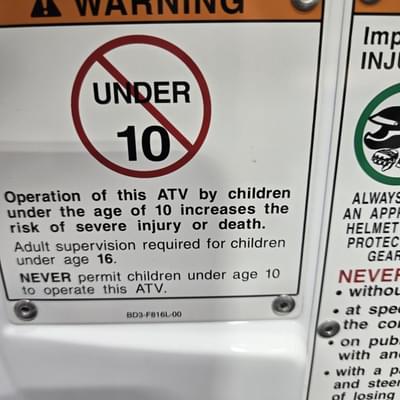 WARNING
UNDER
10
Operation of this ATV by children
under the age of 10 increases the
risk of severe injury or death.
Adult supervision required for children
under age 16.
NEVER permit children under age 10
to operate this ATV.
BD3-F816L-00
INJU
ALWAYS
AN APP
HELMET
PROTEC
GEAR
NEVER
• withou
• at spe
the co
• on pub
with an
• with a pa
and steer
of losing